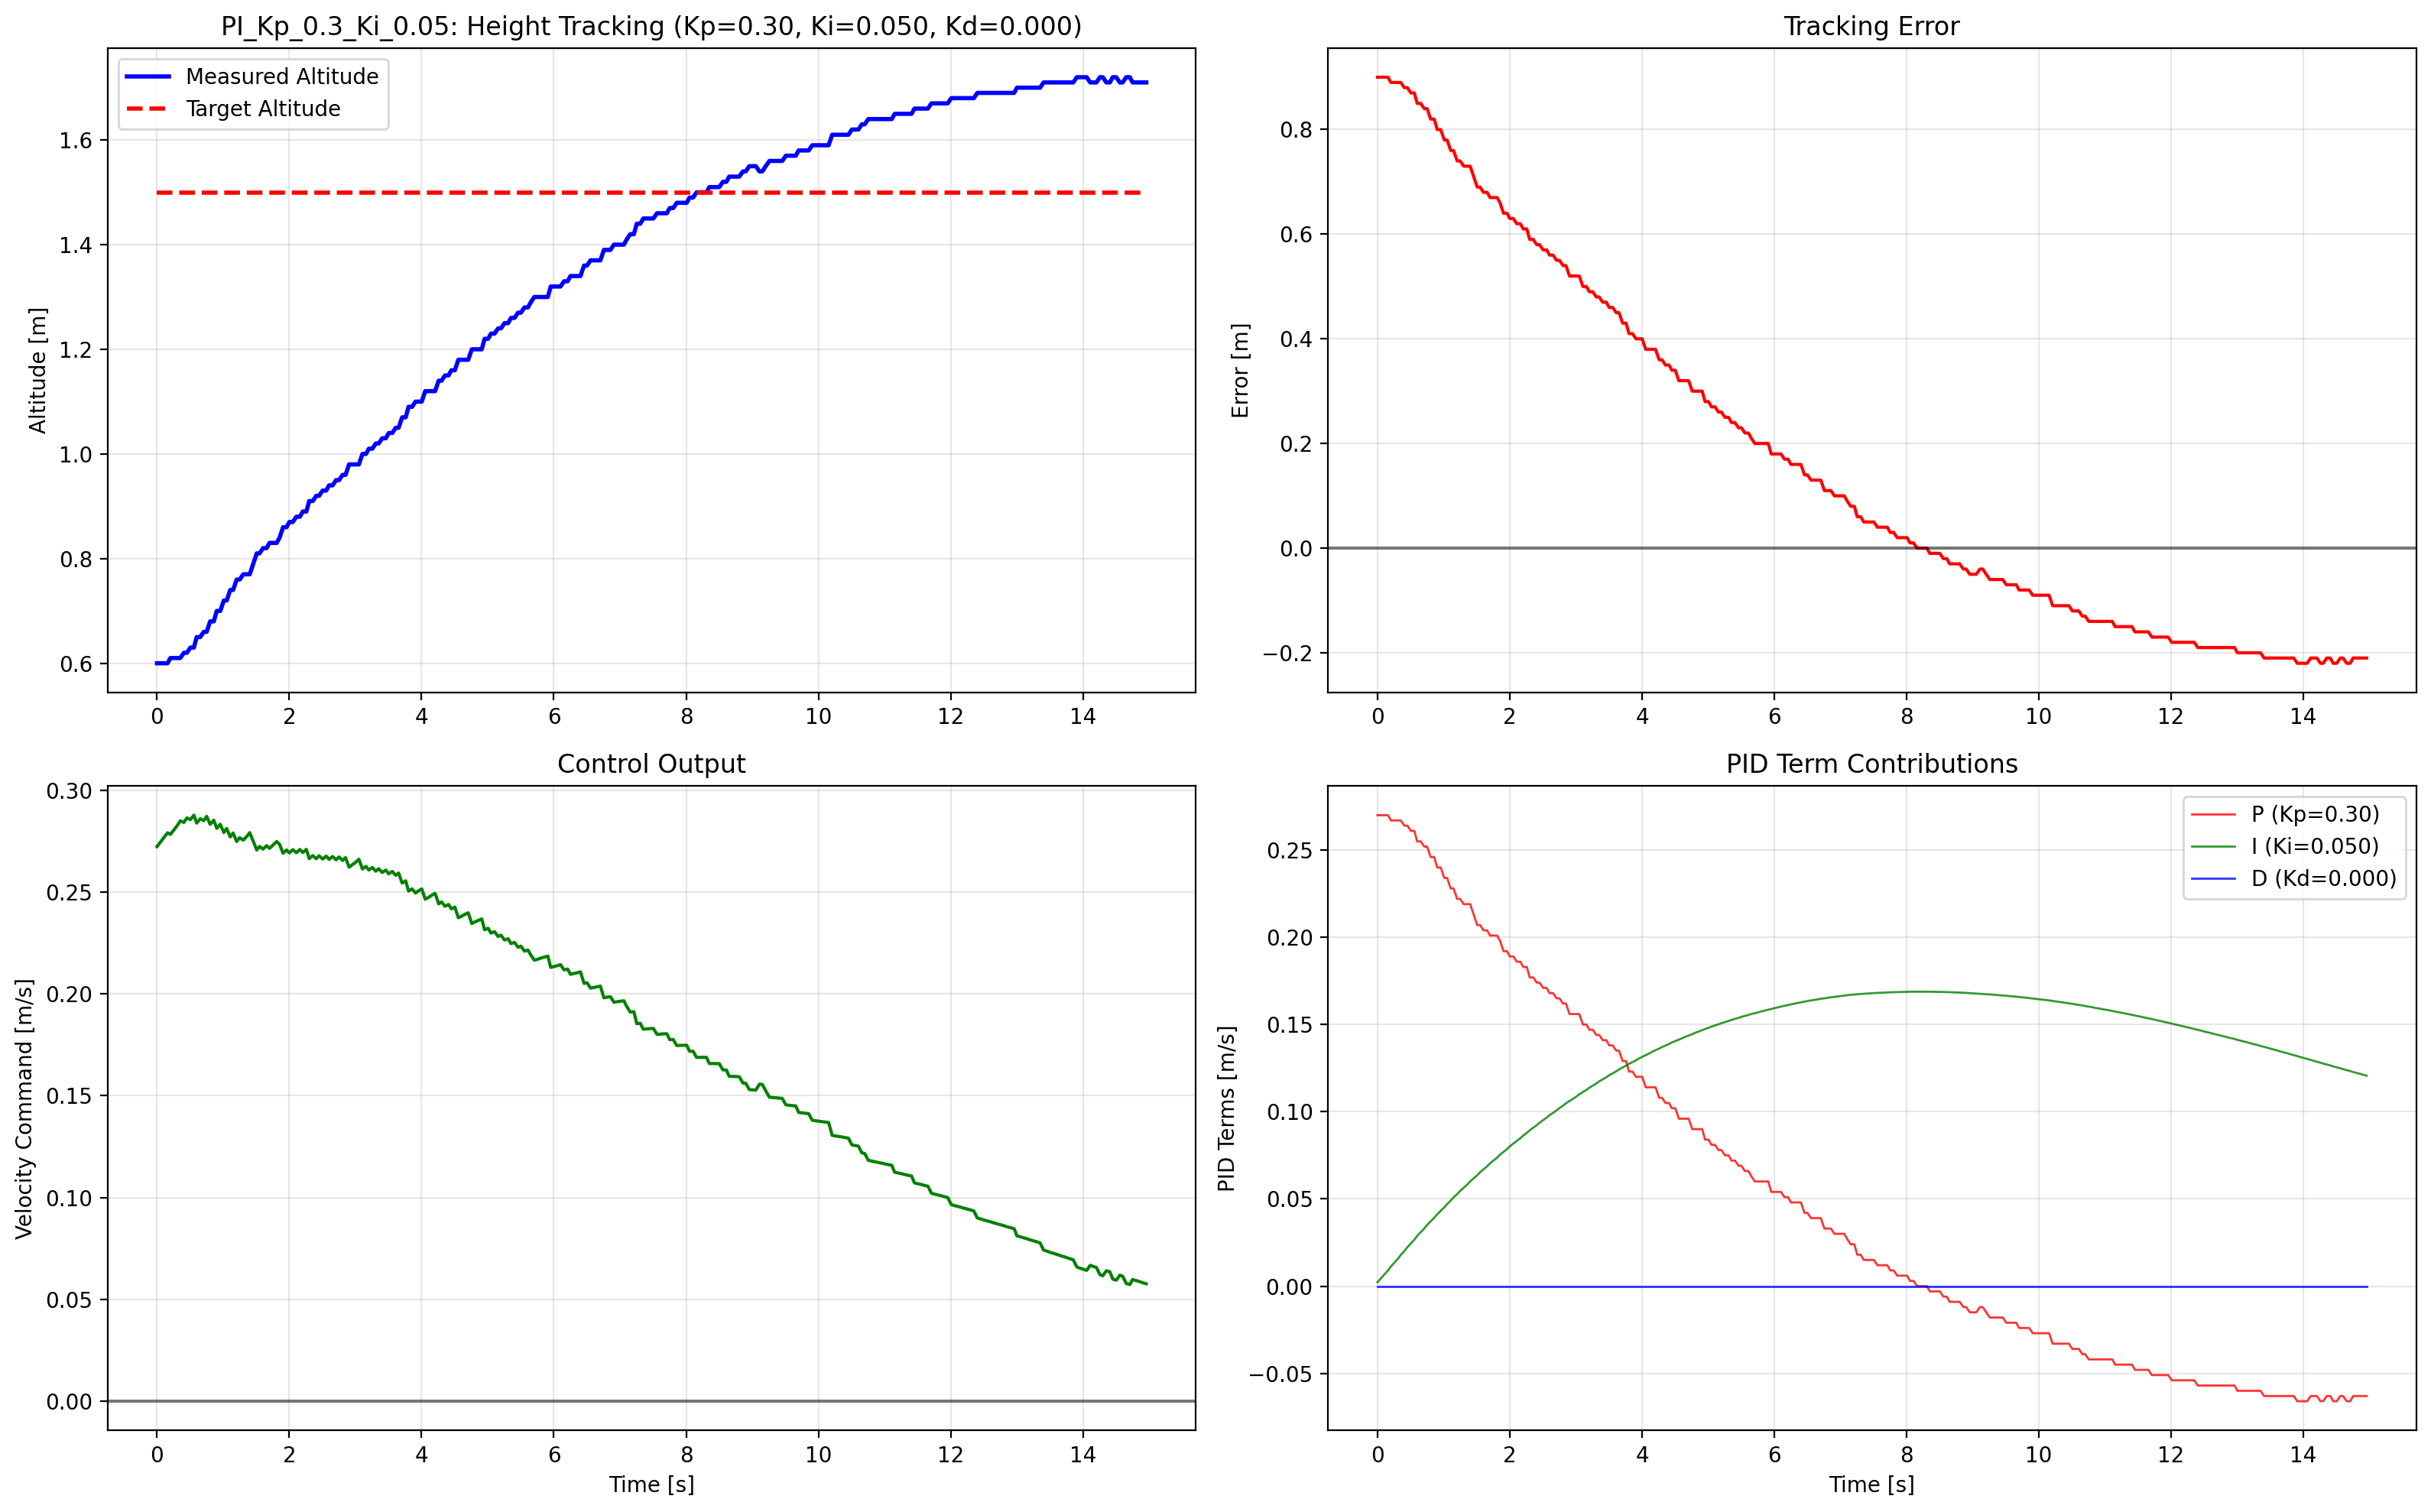 PI_Kp_0.3_Ki_0.05: Height Tracking (Kp=0.30, Ki=0.050, Kd=0.000)
Measured Altitude
Target Altitude
Altitude [m]
1.6
1.4
1.2
1.0
0.8
0.6
0 2 4 6 8 10 12 14
Tracking Error
Error [m]
0.8
0.6
0.4
0.2
0.0
−0.2
0 2 4 6 8 10 12 14
Control Output
Velocity Command [m/s]
0.30
0.25
0.20
0.15
0.10
0.05
0.00
0 2 4 6 8 10 12 14
Time [s]
PID Term Contributions
P (Kp=0.30)
I (Ki=0.050)
D (Kd=0.000)
PID Terms [m/s]
0.25
0.20
0.15
0.10
0.05
0.00
−0.05
0 2 4 6 8 10 12 14
Time [s]